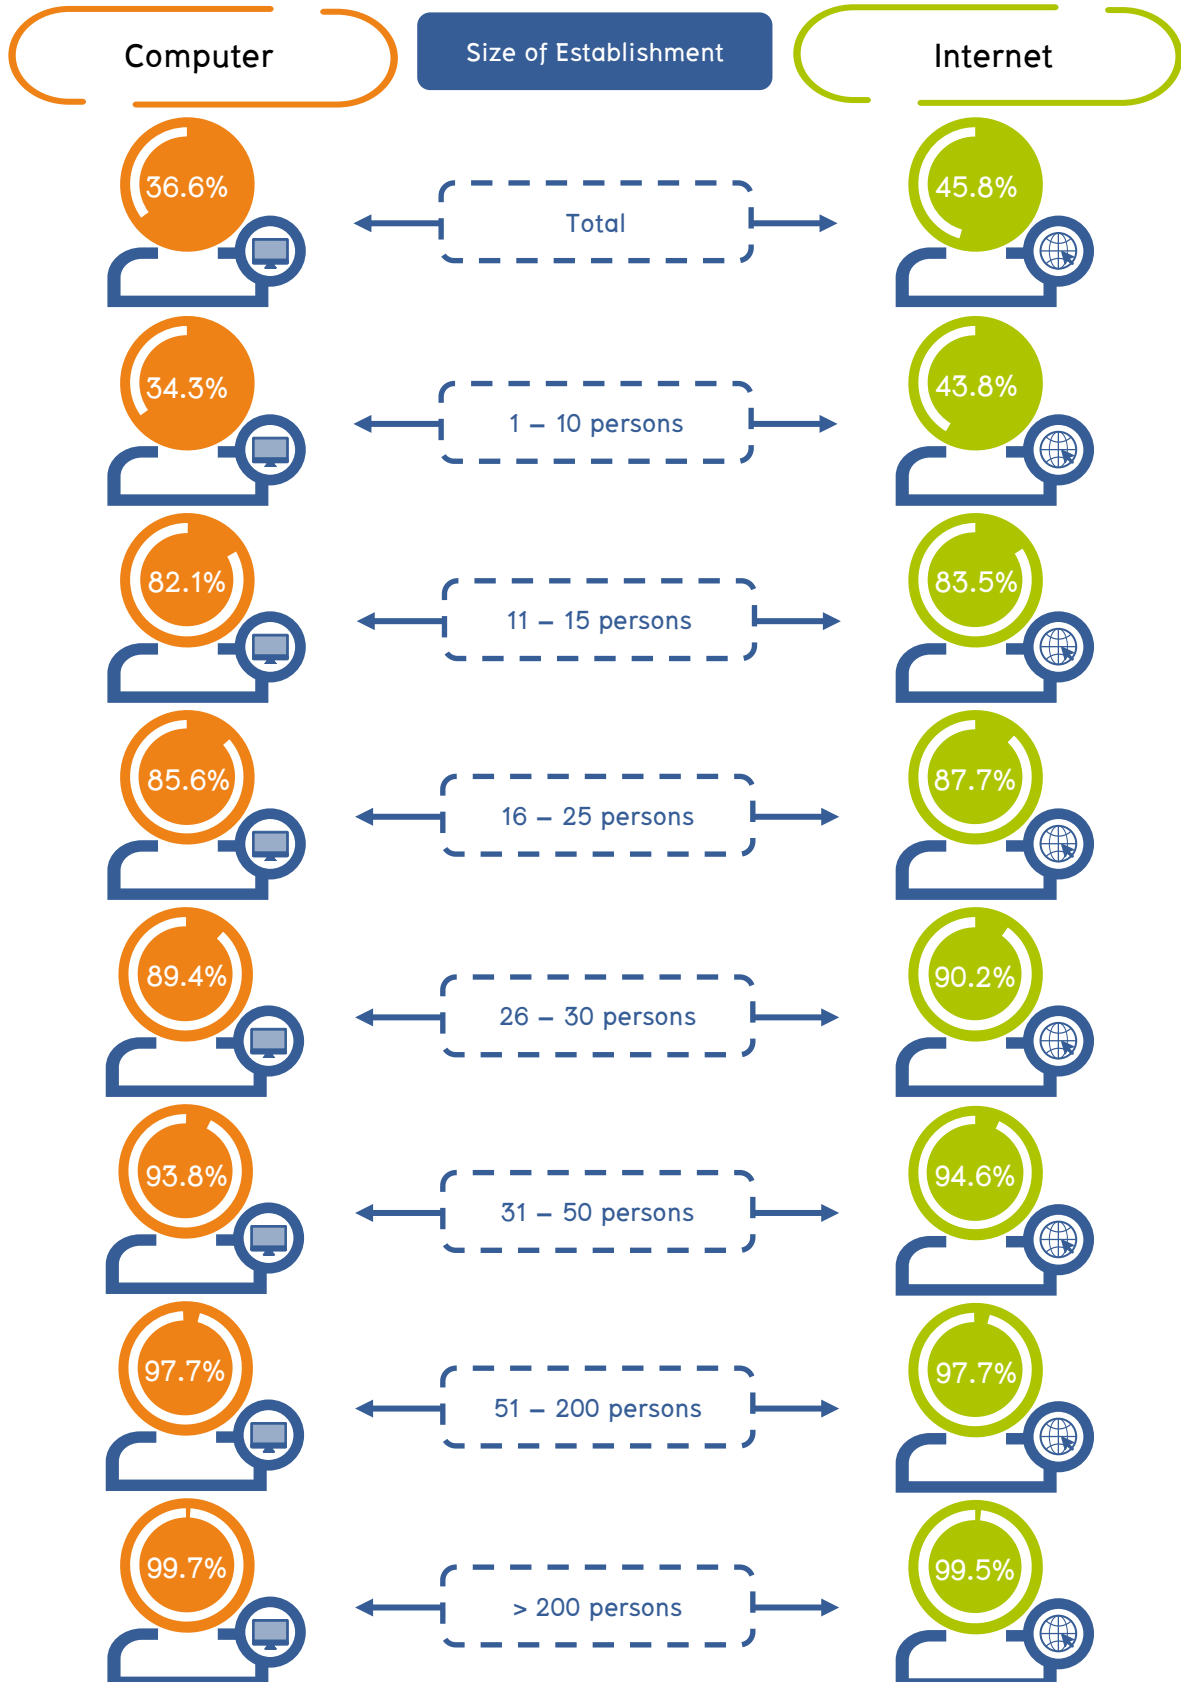 Computer
Size of Establishment
Internet
36.6%
Total
45.8%
34.3%
1 – 10 persons
43.8%
82.1%
11 – 15 persons
83.5%
85.6%
16 – 25 persons
87.7%
89.4%
26 – 30 persons
90.2%
93.8%
31 – 50 persons
94.6%
97.7%
51 – 200 persons
97.7%
99.7%
> 200 persons
99.5%